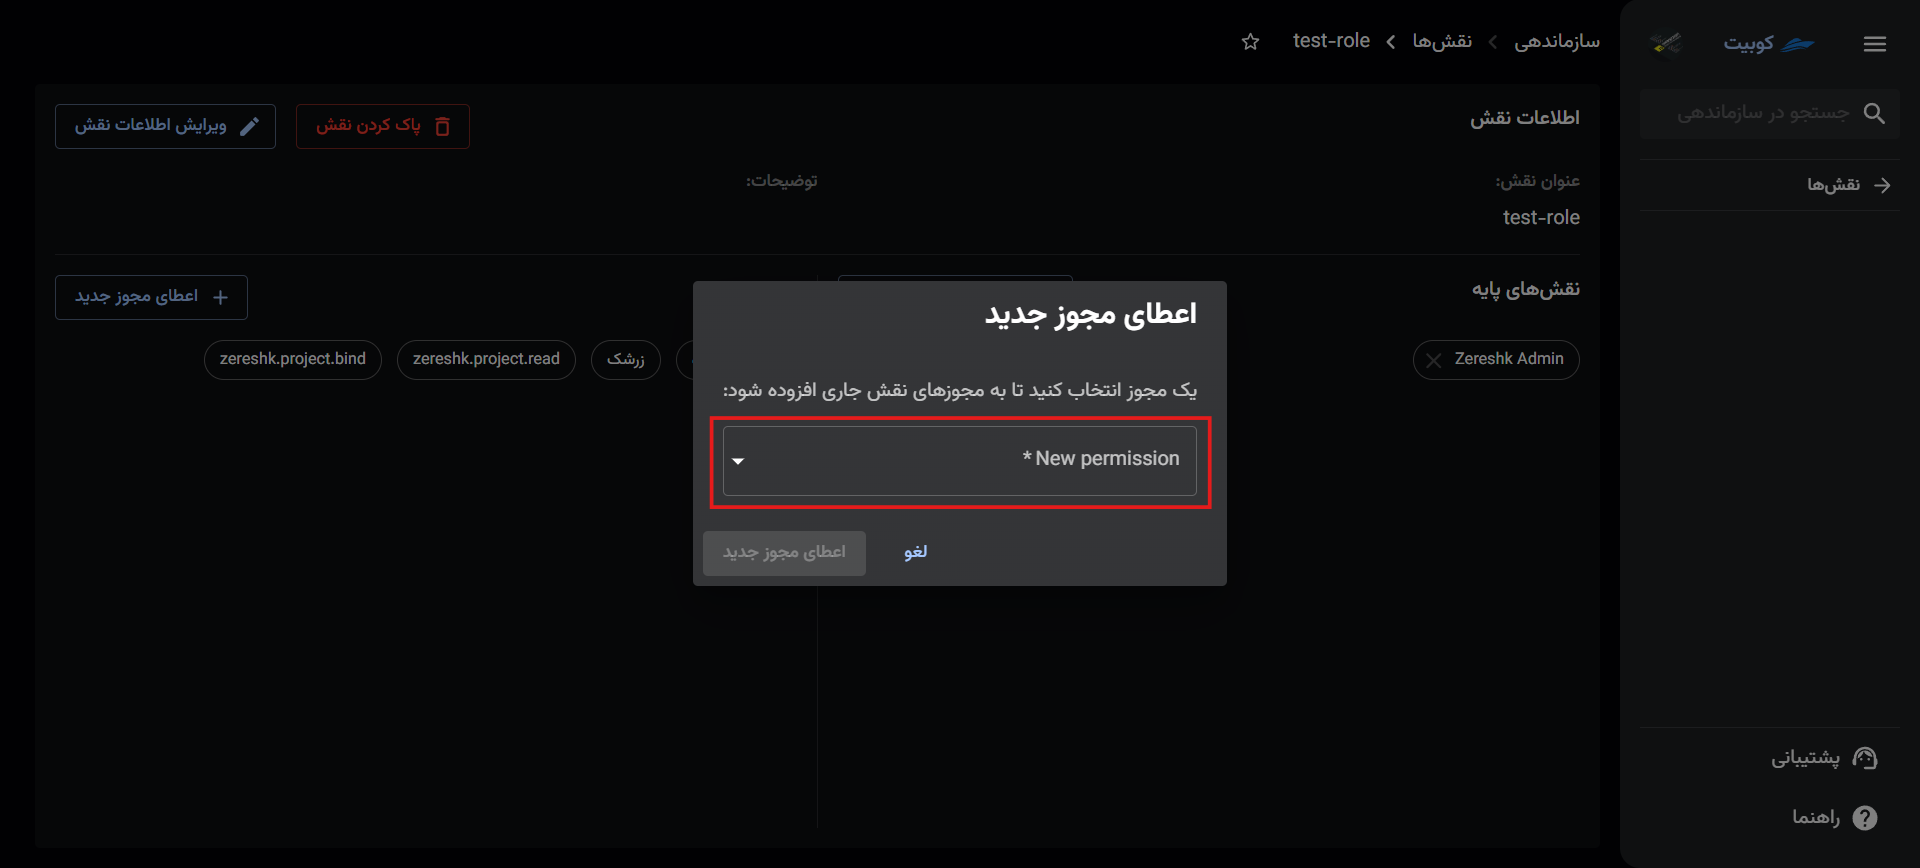 کوبیت
جستجو در سازماندهی
نقش‌ها
پشتیبانی
راهنما
سازماندهی
نقش‌ها
test-role
اطلاعات نقش
پاک کردن نقش
ویرایش اطلاعات نقش
عنوان نقش:
test-role
توضیحات:
نقش‌های پایه
Zereshk Admin
اعطای مجوز جدید
زرشک
zereshk.project.read
zereshk.project.bind
اعطای مجوز جدید
یک مجوز انتخاب کنید تا به مجوزهای نقش جاری افزوده شود:
New permission *
لغو
اعطای مجوز جدید